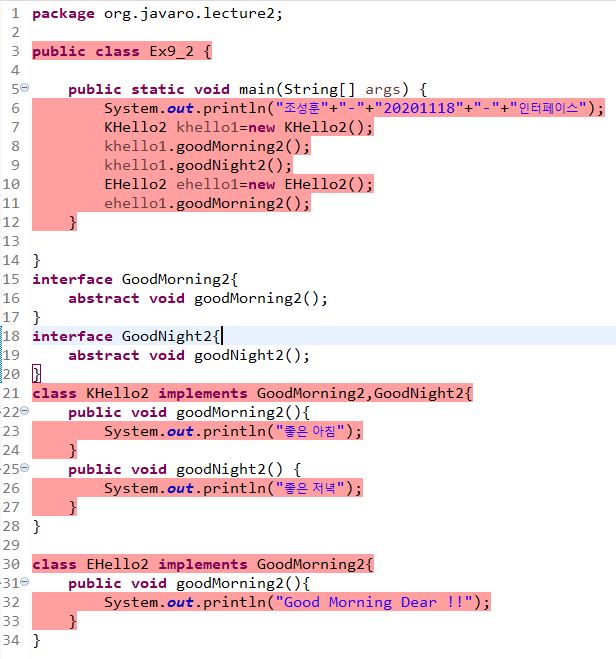 1 package org.javaro.lecture2;
2
3 public class Ex9_2 {
4
5 public static void main(String[] args) {
6 System.out.println("조성훈"+"-"+"20201118"+"-"+"인터페이스");
7 KHello2 khello1=new KHello2();
8 khello1.goodMorning2();
9 khello1.goodNight2();
10 EHello2 ehello1=new EHello2();
11 ehello1.goodMorning2();
12 }
13
14 }
15 interface GoodMorning2{
16 abstract void goodMorning2();
17 }
18 interface GoodNight2{
19 abstract void goodNight2();
20 }
21 class KHello2 implements GoodMorning2,GoodNight2{
22 public void goodMorning2(){
23 System.out.println("좋은 아침");
24 }
25 public void goodNight2() {
26 System.out.println("좋은 저녁");
27 }
28 }
29
30 class EHello2 implements GoodMorning2{
31 public void goodMorning2(){
32 System.out.println("Good Morning Dear !!");
33 }
34 }